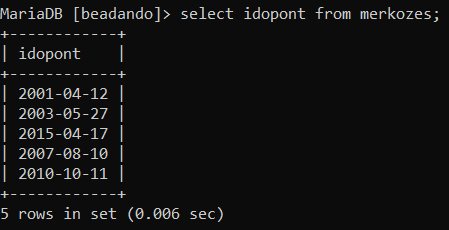 MariaDB [beadando]> select idopont from merkozes;
+------------+
| idopont    |
+------------+
| 2001-04-12 |
| 2003-05-27 |
| 2015-04-17 |
| 2007-08-10 |
| 2010-10-11 |
+------------+
5 rows in set (0.006 sec)